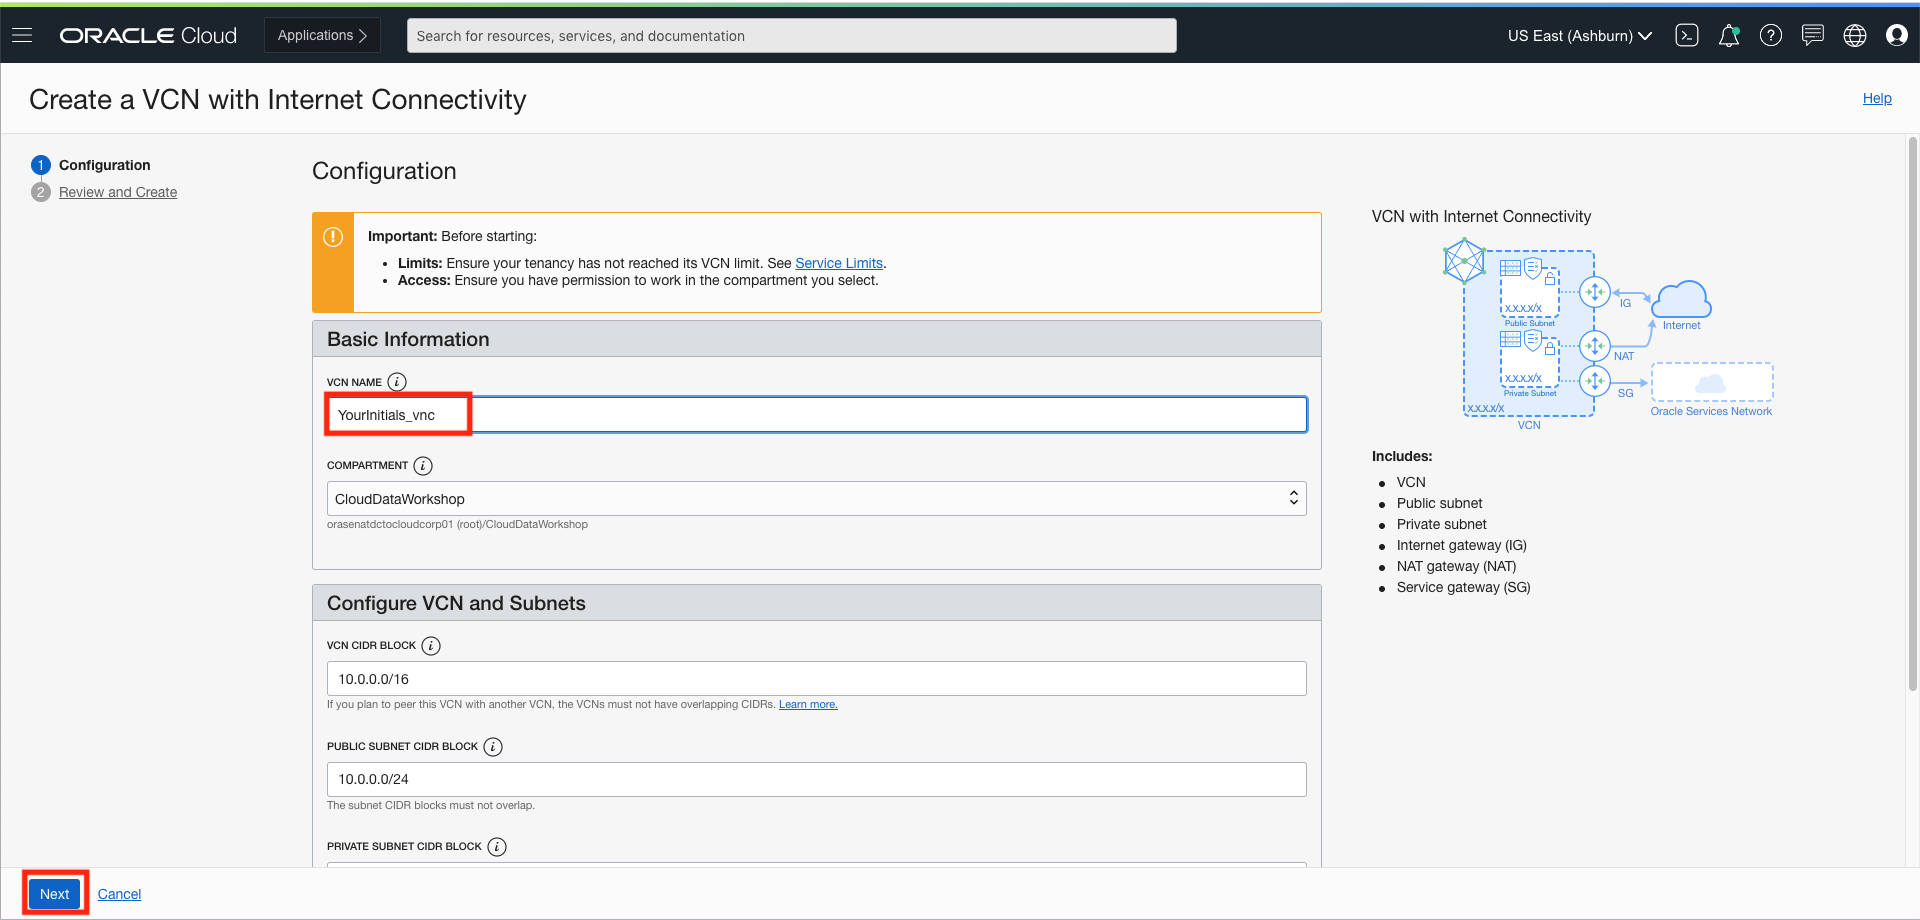 ORACLE Cloud
Applications
Search for resources, services, and documentation
US East (Ashburn)
Create a VCN with Internet Connectivity
Help
1 Configuration
2 Review and Create
Configuration
Important: Before starting:
• Limits: Ensure your tenancy has not reached its VCN limit. See Service Limits.
• Access: Ensure you have permission to work in the compartment you select.
Basic Information
VCN NAME i
YourInitials_vnc
COMPARTMENT i
CloudDataWorkshop
orasenatdctocloudcorp01 (root)/CloudDataWorkshop
Configure VCN and Subnets
VCN CIDR BLOCK i
10.0.0.0/16
If you plan to peer this VCN with another VCN, the VCNs must not have overlapping CIDRs. Learn more.
PUBLIC SUBNET CIDR BLOCK i
10.0.0.0/24
The subnet CIDR blocks must not overlap.
PRIVATE SUBNET CIDR BLOCK i
Next
Cancel
VCN with Internet Connectivity
X.X.X.X/X
Public Subnet
IG
Internet
NAT
X.X.X.X/X
Private Subnet
SG
X.X.X.X/X
Oracle Services Network
VCN
Includes:
• VCN
• Public subnet
• Private subnet
• Internet gateway (IG)
• NAT gateway (NAT)
• Service gateway (SG)